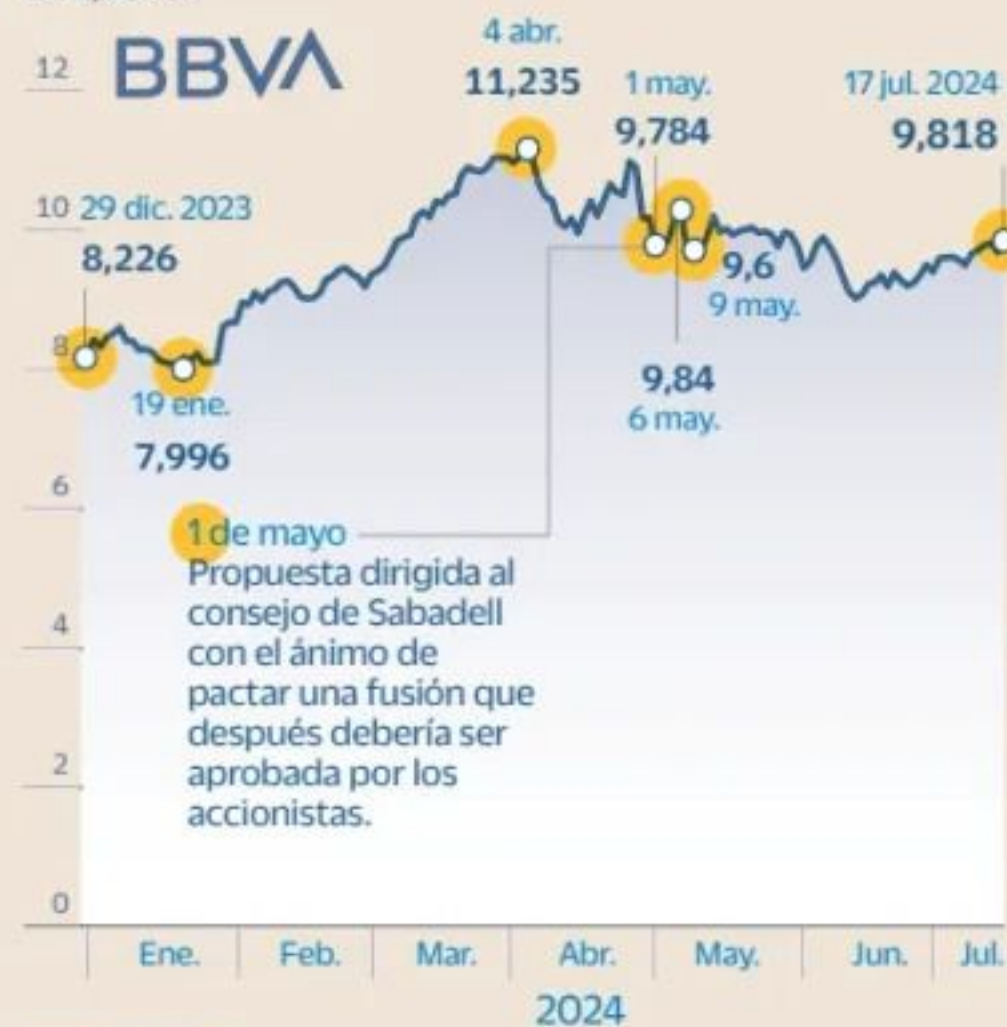 12
BBVA
4 abr.
11,235
1 may.
9,784
17 jul. 2024
9,818
10
29 dic. 2023
8,226
9,6
9 may.
8
19 ene.
7,996
9,84
6 may.
6
1 de mayo
Propuesta dirigida al
consejo de Sabadell
con el ánimo de
pactar una fusión que
después debería ser
aprobada por los
accionistas.
4
2
0
Ene.
Feb.
Mar.
Abr.
May.
Jun.
Jul.
2024